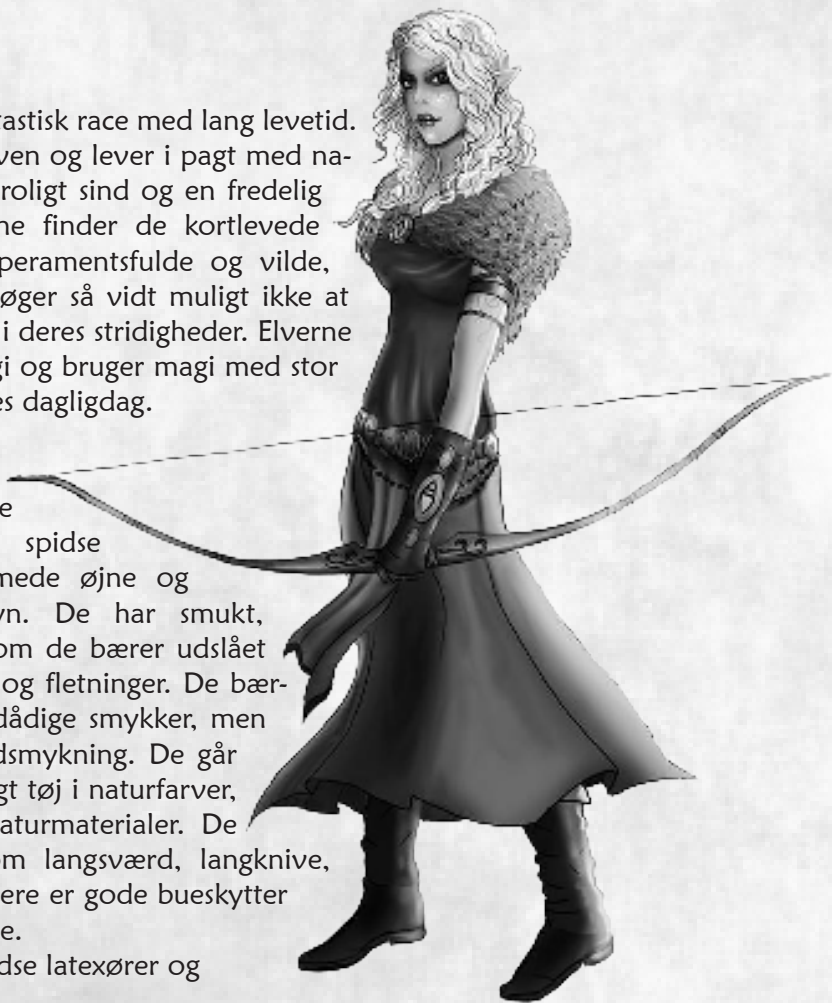 tastisk race med lang levetid.
ven og lever i pagt med na-
roligt sind og en fredelig
ne finder de kortlevede
peramentsfulde og vilde,
øger så vidt muligt ikke at
i deres stridigheder. Elverne
gi og bruger magi med stor
es dagligdag.
e
spidse
mede øjne og
yn. De har smukt,
om de bærer udslået
og fletninger. De bær-
dådige smykker, men
dsmykning. De går
gt tøj i naturfarver,
aturmaterialer. De
om langsværd, langknive,
ere er gode bueskytter
e.
dse latexører og